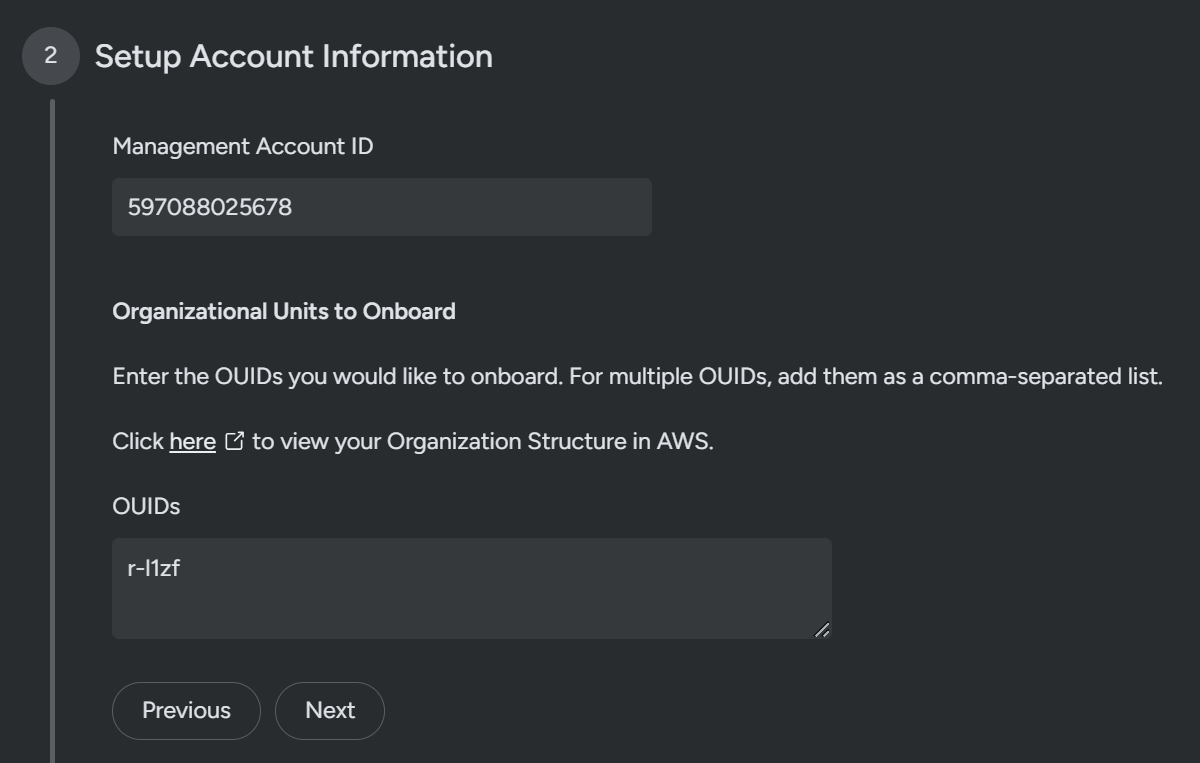 2 Setup Account Information
Management Account ID
597088025678
Organizational Units to Onboard
Enter the OUIDs you would like to onboard. For multiple OUIDs, add them as a comma-separated list.
Click here to view your Organization Structure in AWS.
OUIDs
r-l1zf
Previous Next